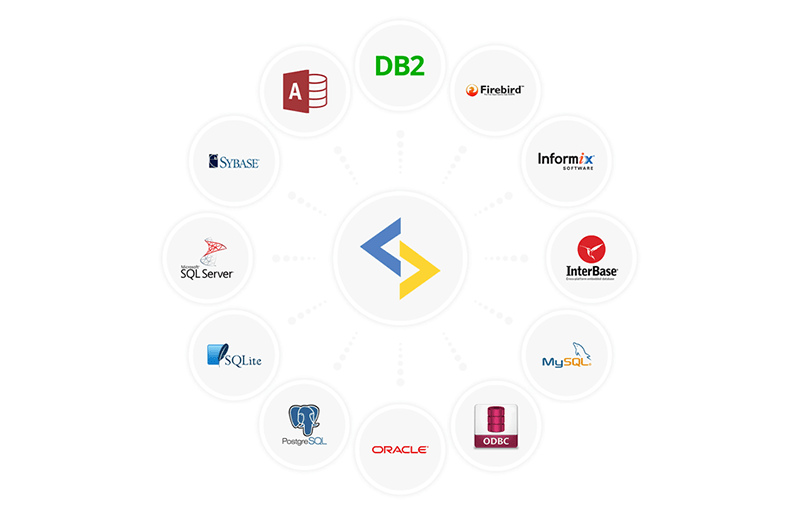 DB2
A
Firebird
SYBASE
Informix
SOFTWARE
Microsoft
SQL Server
InterBase
SQLite
MySQL
PostgreSQL
ORACLE
ODBC